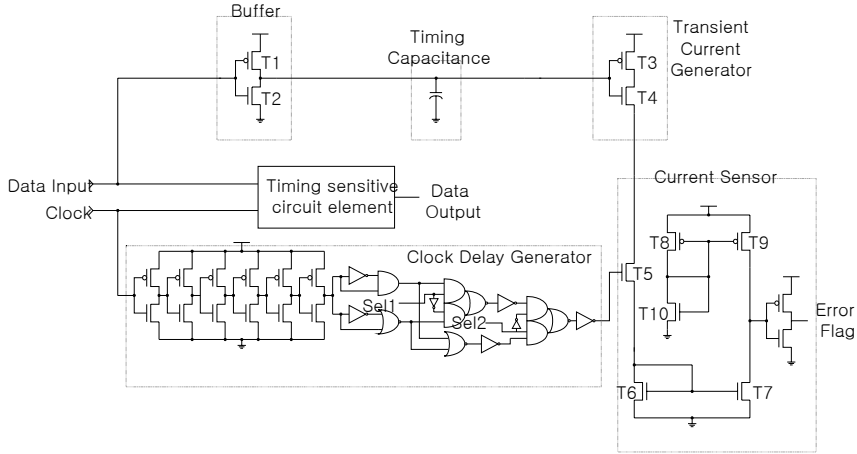 Buffer
Transient
Current
Generator
Timing
Capacitance
T1
T2
T3
T4
Data Input
Clock
Timing sensitive
circuit element
Data
Output
Current Sensor
Clock Delay Generator
T8
T9
T5
Sel1
Sel2
T10
Error
Flag
T6
T7